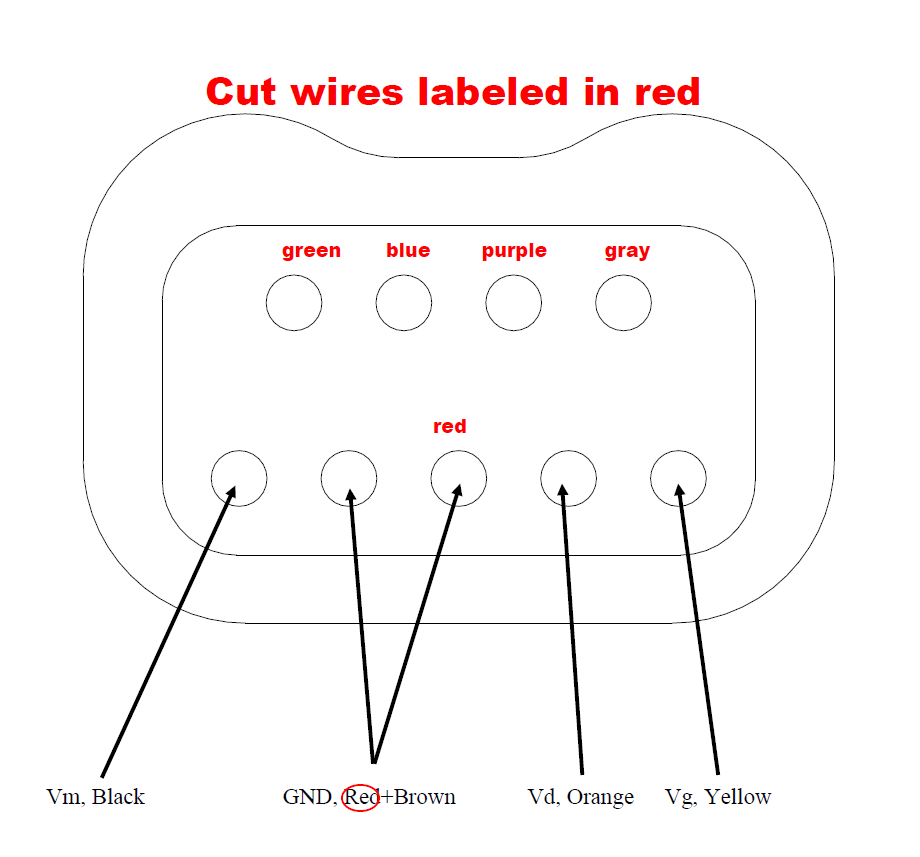 Cut wires labeled in red
green blue purple gray
red
Vm, Black GND, Red+Brown Vd, Orange Vg, Yellow